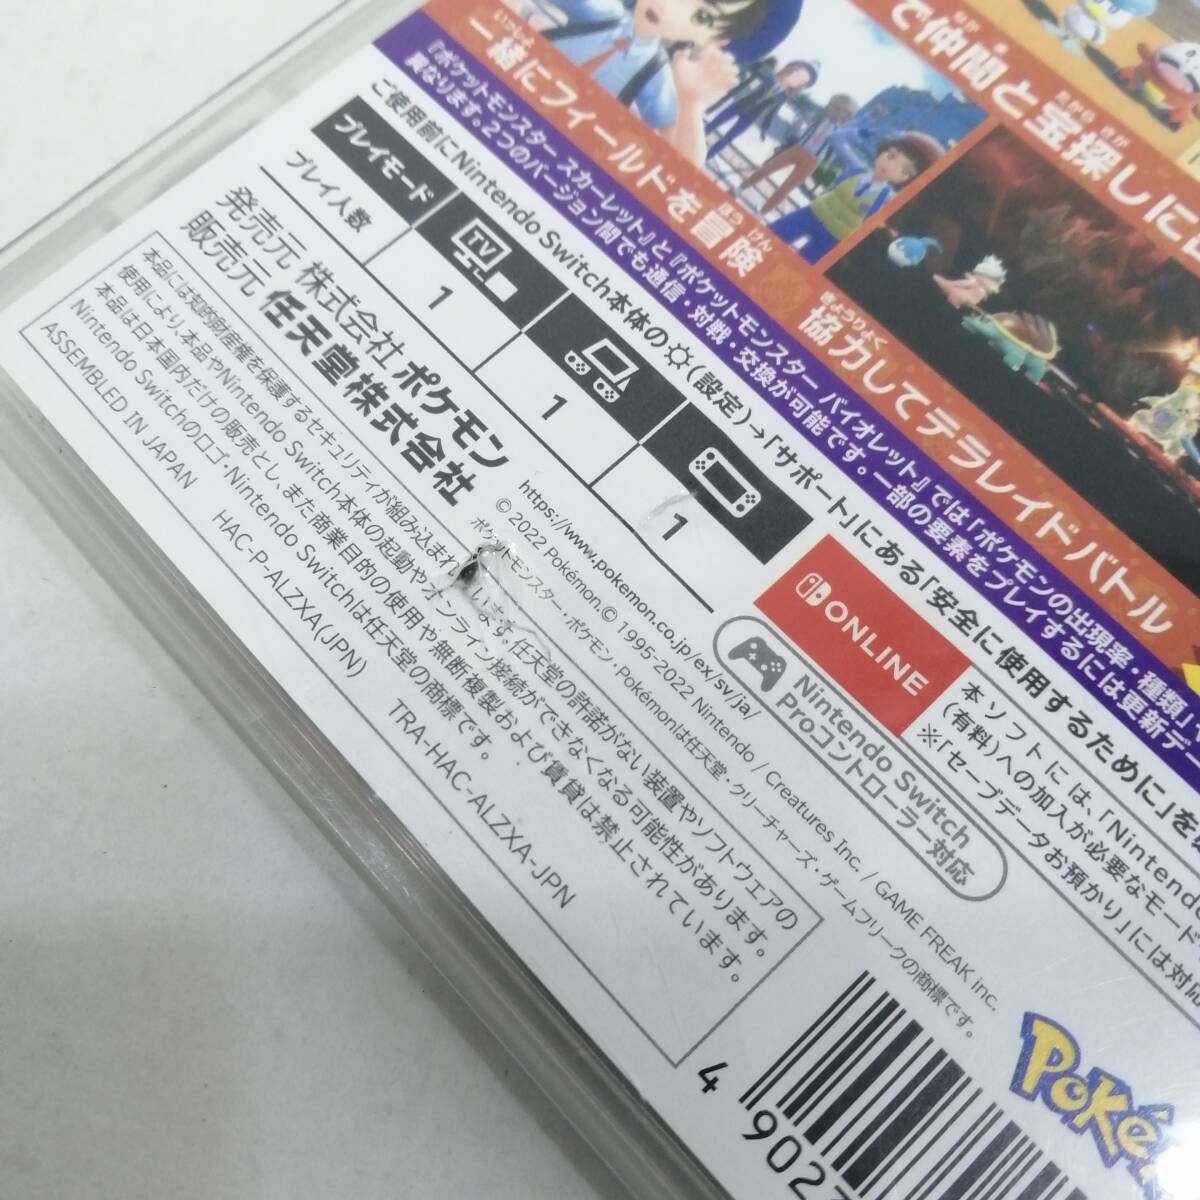 で仲間と宝探しに
なかま
たからさが
いっしょ
一緒にフィールドを冒険
ぼうけん
きょうりょく
協力してテラレイドバトル
『ポケットモンスター スカーレット』と『ポケットモンスター バイオレット』では「ポケモンの出現率・種類」や
異なります。2つのバージョン間でも通信・対戦・交換が可能です。一部の要素をプレイするには更新デー
ご使用前にNintendo Switch本体の(設定)→「サポート」にある「安全に使用するために」を
プレイモード
TV
プレイ人数
1
1
1
発売元 株式会社ポケモン
販売元 任天堂株式会社
ONLINE
本ソフトには、「Nintendo
(有料)への加入が必要なモード
※「セーブデータお預かり」には対応
Nintendo Switch
Proコントローラー対応
https://www.pokemon.co.jp/ex/sv/ja/
© 2022 Pokémon. © 1995-2022 Nintendo / Creatures Inc. / GAME FREAK inc.
ポケットモンスター・ポケモン・Pokémonは任天堂・クリーチャーズ・ゲームフリークの商標です。
本品には知的財産権を保護するセキュリティが組み込まれています。任天堂の許諾がない装置やソフトウエアの
使用により、本品やNintendo Switch本体の起動やオンライン接続ができなくなる可能性があります。
本品は日本国内だけの販売とし、また商業目的の使用や無断複製および賃貸は禁止されています。
Nintendo Switchのロゴ・Nintendo Switchは任天堂の商標です。
ASSEMBLED IN JAPAN
HAC-P-ALZXA(JPN)
TRA-HAC-ALZXA-JPN
4 902
Poké